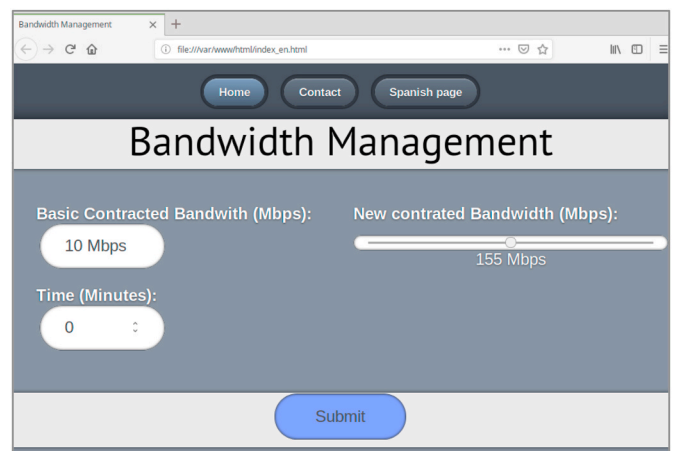 Bandwidth Management
file:///var/www/html/index_en.html
Home Contact Spanish page
Bandwidth Management
Basic Contracted Bandwith (Mbps):
10 Mbps
New contrated Bandwidth (Mbps):
155 Mbps
Time (Minutes):
0
Submit